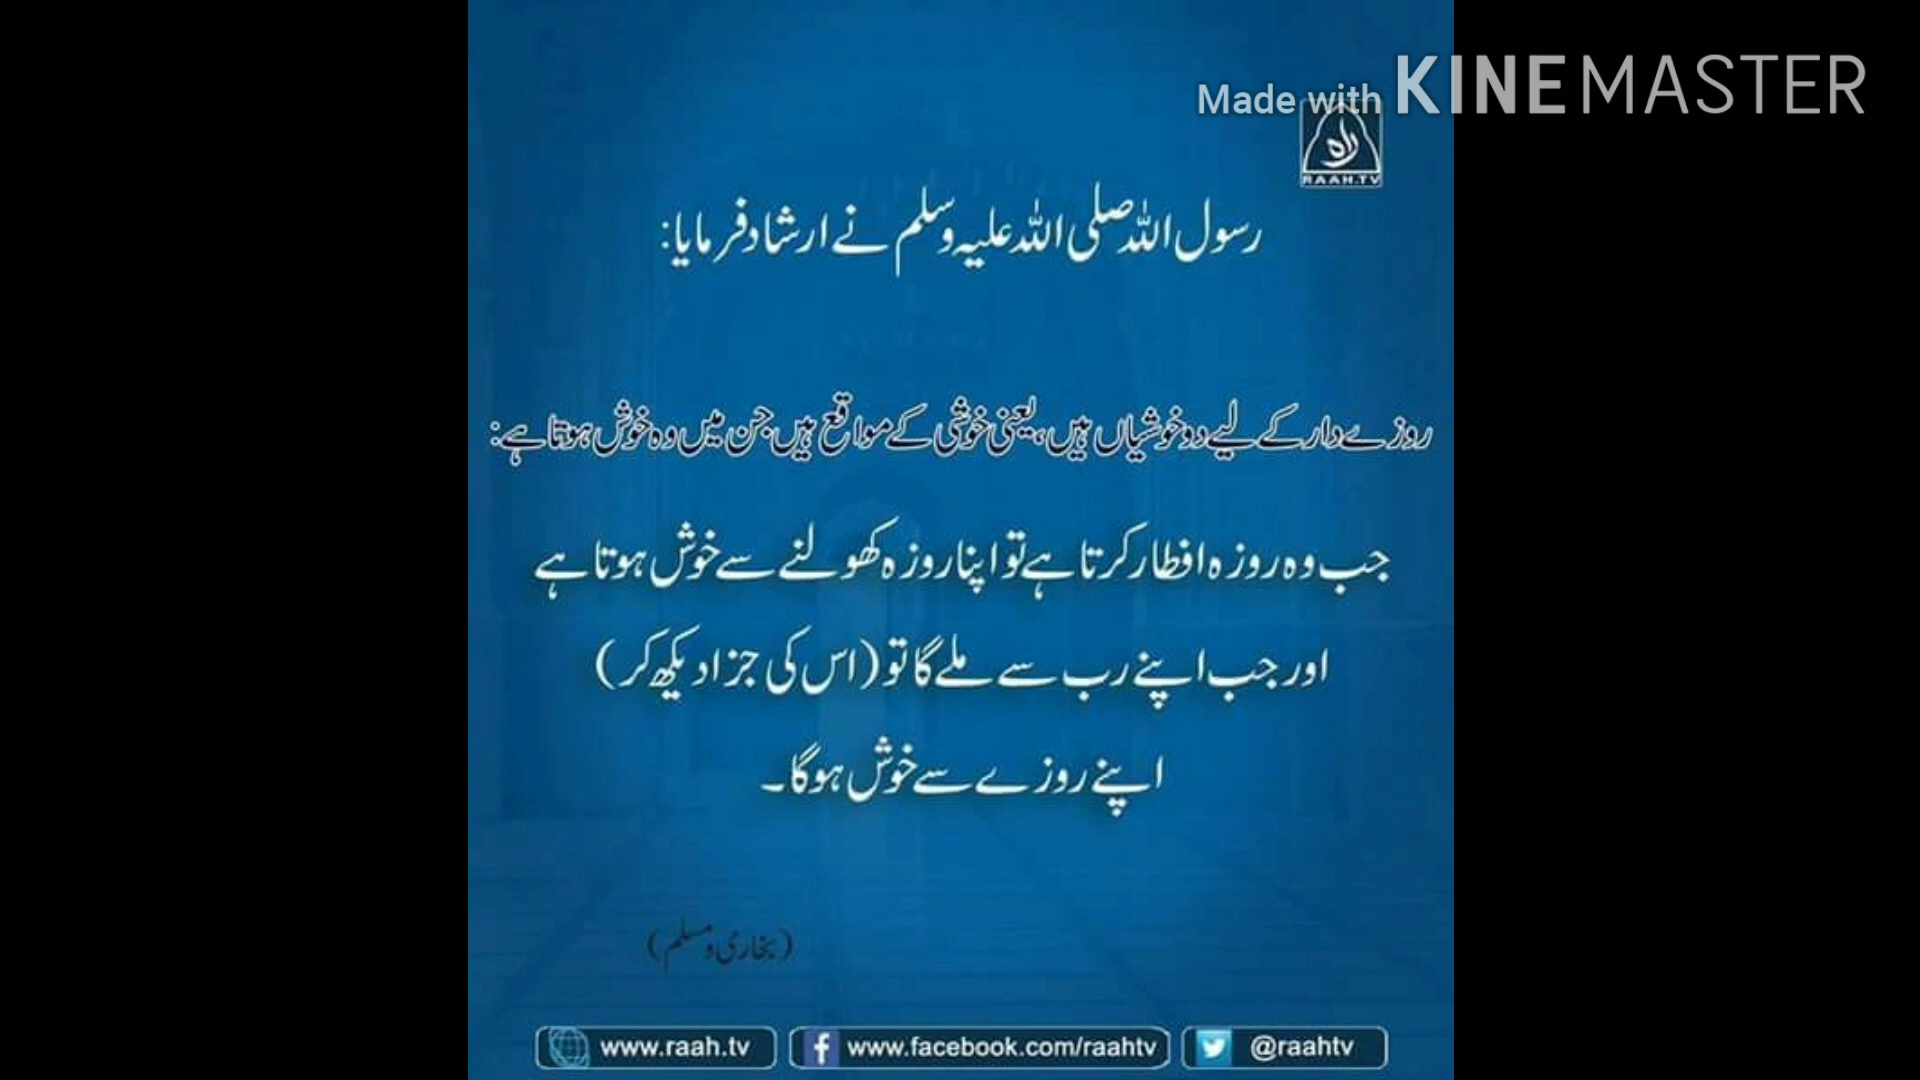 Made with KINEMASTER
راہ
RAAH.TV
رسول اللہ صلی اللہ علیہ وسلم نے ارشاد فرمایا:
روزے دار کے لیے دو خوشیاں ہیں، یعنی خوشی کے مواقع ہیں جن میں وہ خوش ہوتا ہے:
جب وہ روزہ افطار کرتا ہے تو اپنا روزہ کھولنے سے خوش ہوتا ہے
اور جب اپنے رب سے ملے گا تو (اس کی جزا دیکھ کر)
اپنے روزے سے خوش ہوگا۔
(بخاری و مسلم)
www.raah.tv
www.facebook.com/raahtv
@raahtv